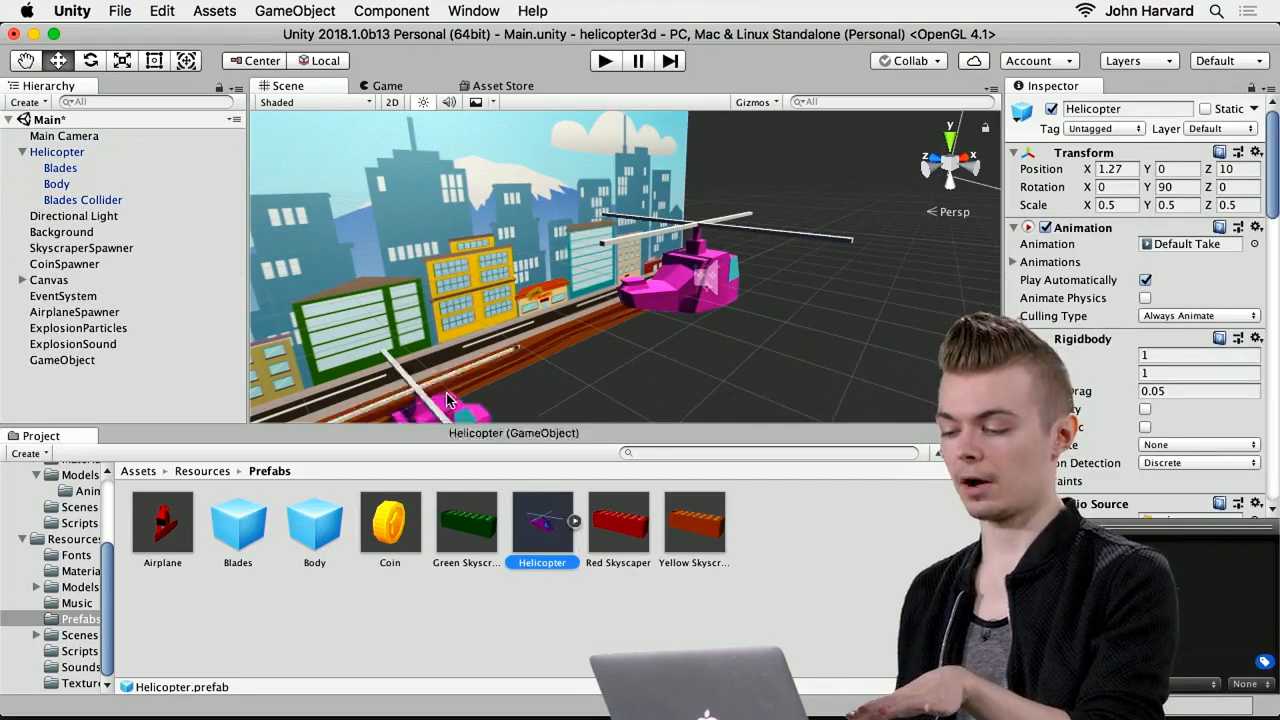 Unity File Edit Assets GameObject Component Window Help John Harvard
Unity 2018.1.0b13 Personal (64bit) - Main.unity - helicopter3d - PC, Mac & Linux Standalone (Personal) <OpenGL 4.1>
Center Local Collab Account Layers Default
Hierarchy Scene Game Asset Store Inspector
Create All Shaded 2D Gizmos All Helicopter Static
Main* Tag Untagged Layer Default
Main Camera
Helicopter Transform
Blades Position X 1.27 Y 0 Z 10
Body Rotation X 0 Y 90 Z 0
Blades Collider Scale X 0.5 Y 0.5 Z 0.5
y z x
Persp
Directional Light
Background Animation
SkyscraperSpawner Animation Default Take
CoinSpawner Animations
Canvas Play Automatically
EventSystem Animate Physics
AirplaneSpawner Culling Type Always Animate
ExplosionParticles Rigidbody
ExplosionSound 1
GameObject 1
Drag 0.05
None
Detection Discrete
Project Helicopter (GameObject)
Create
Assets Resources Prefabs
Models
Anin
Scenes
Scripts
Resources
Fonts
Materia
Models
Music
Prefabs
Scenes
Scripts
Sounds
Texture
Airplane Blades Body Coin Green Skyscr... Helicopter Red Skyscaper Yellow Skyscr...
Helicopter.prefab
None